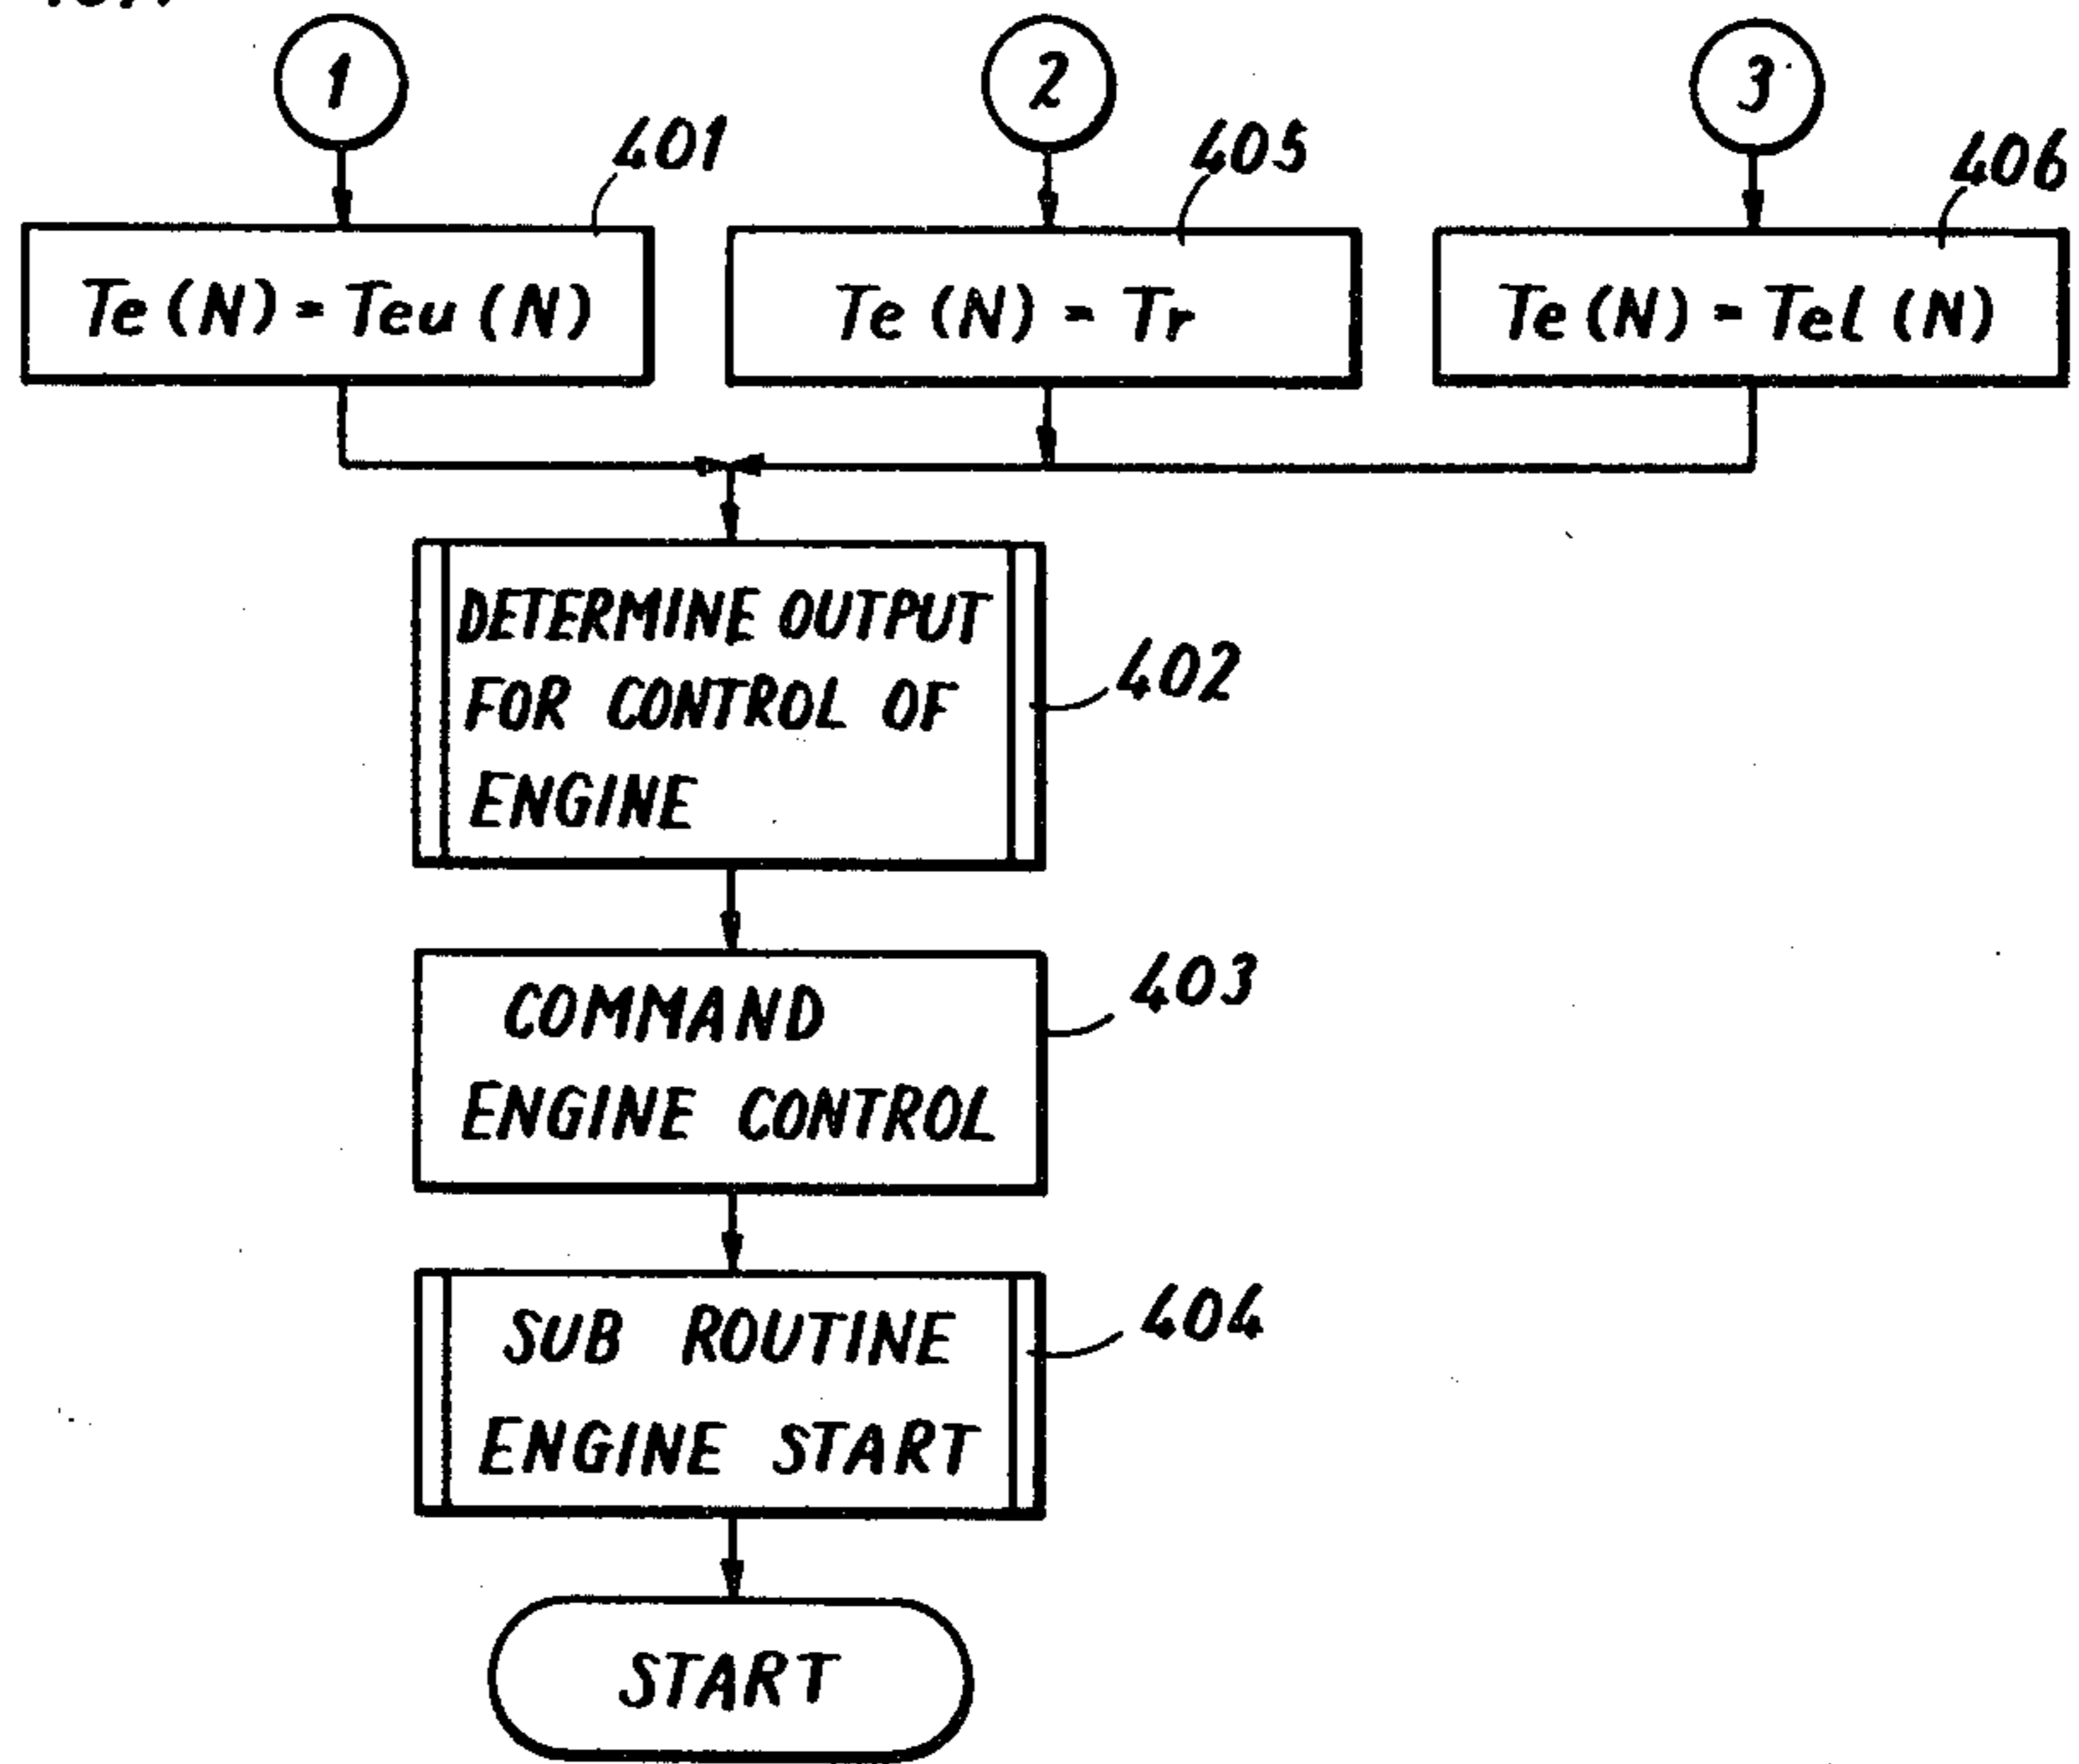 1
2
3
401
405
406
Te (N) = Teu (N)
Te (N) = Tr
Te (N) = Tel (N)
DETERMINE OUTPUT
FOR CONTROL OF
ENGINE
402
COMMAND
ENGINE CONTROL
403
SUB ROUTINE
ENGINE START
404
START